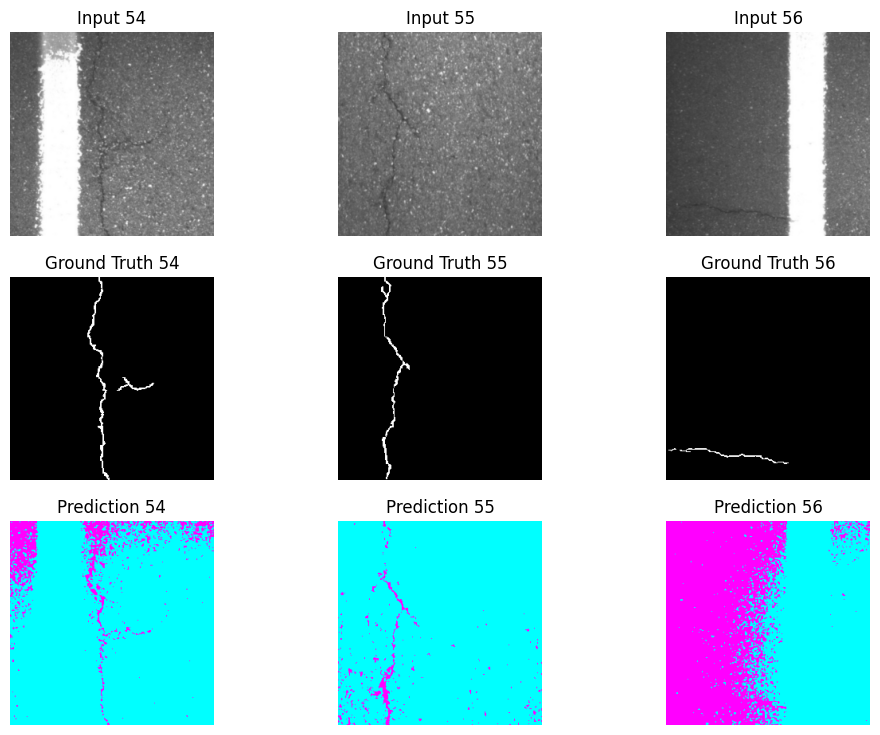 Input 54
Input 55
Input 56
Ground Truth 54
Ground Truth 55
Ground Truth 56
Prediction 54
Prediction 55
Prediction 56